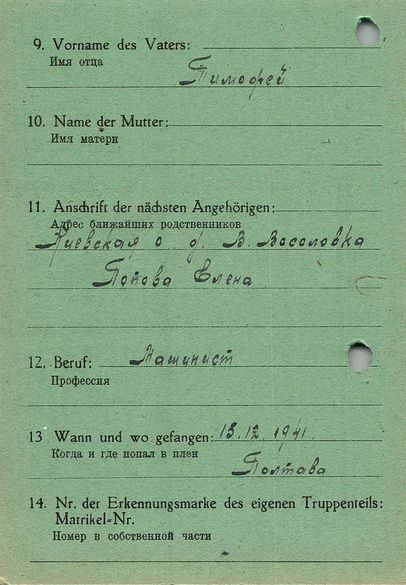 9. Vorname des Vaters:
Имя отца
Тимофей
10. Name der Mutter:
Имя матери
11. Anschrift der nächsten Angehörigen:
Адрес ближайших родственников
Киевская о д. В. Восоловка
Попова Елена
12. Beruf: Машинист
Профессия
13 Wann und wo gefangen: 15.12.1941.
Когда и где попал в плен
Полтава
14. Nr. der Erkennungsmarke des eigenen Truppenteils:
Matrikel-Nr.
Номер в собственной части